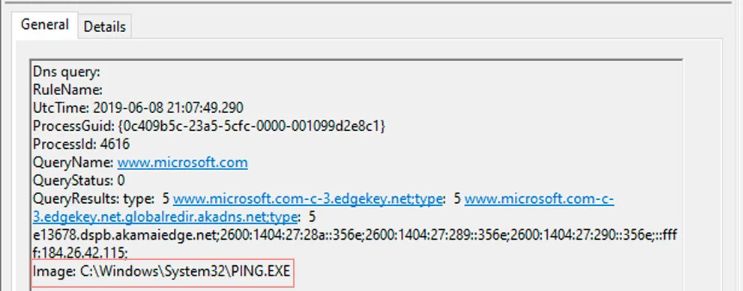 General
Details
Dns query:
RuleName:
UtcTime: 2019-06-08 21:07:49.290
ProcessGuid: {0c409b5c-23a5-5cfc-0000-001099d2e8c1}
ProcessId: 4616
QueryName: www.microsoft.com
QueryStatus: 0
QueryResults: type:  5 www.microsoft.com-c-3.edgekey.net;type:  5 www.microsoft.com-c-
3.edgekey.net.globalredir.akadns.net;type:  5
e13678.dspb.akamaiedge.net;2600:1404:27:28a::356e;2600:1404:27:289::356e;2600:1404:27:290::356e;::fff
f:184.26.42.115;
Image: C:\Windows\System32\PING.EXE